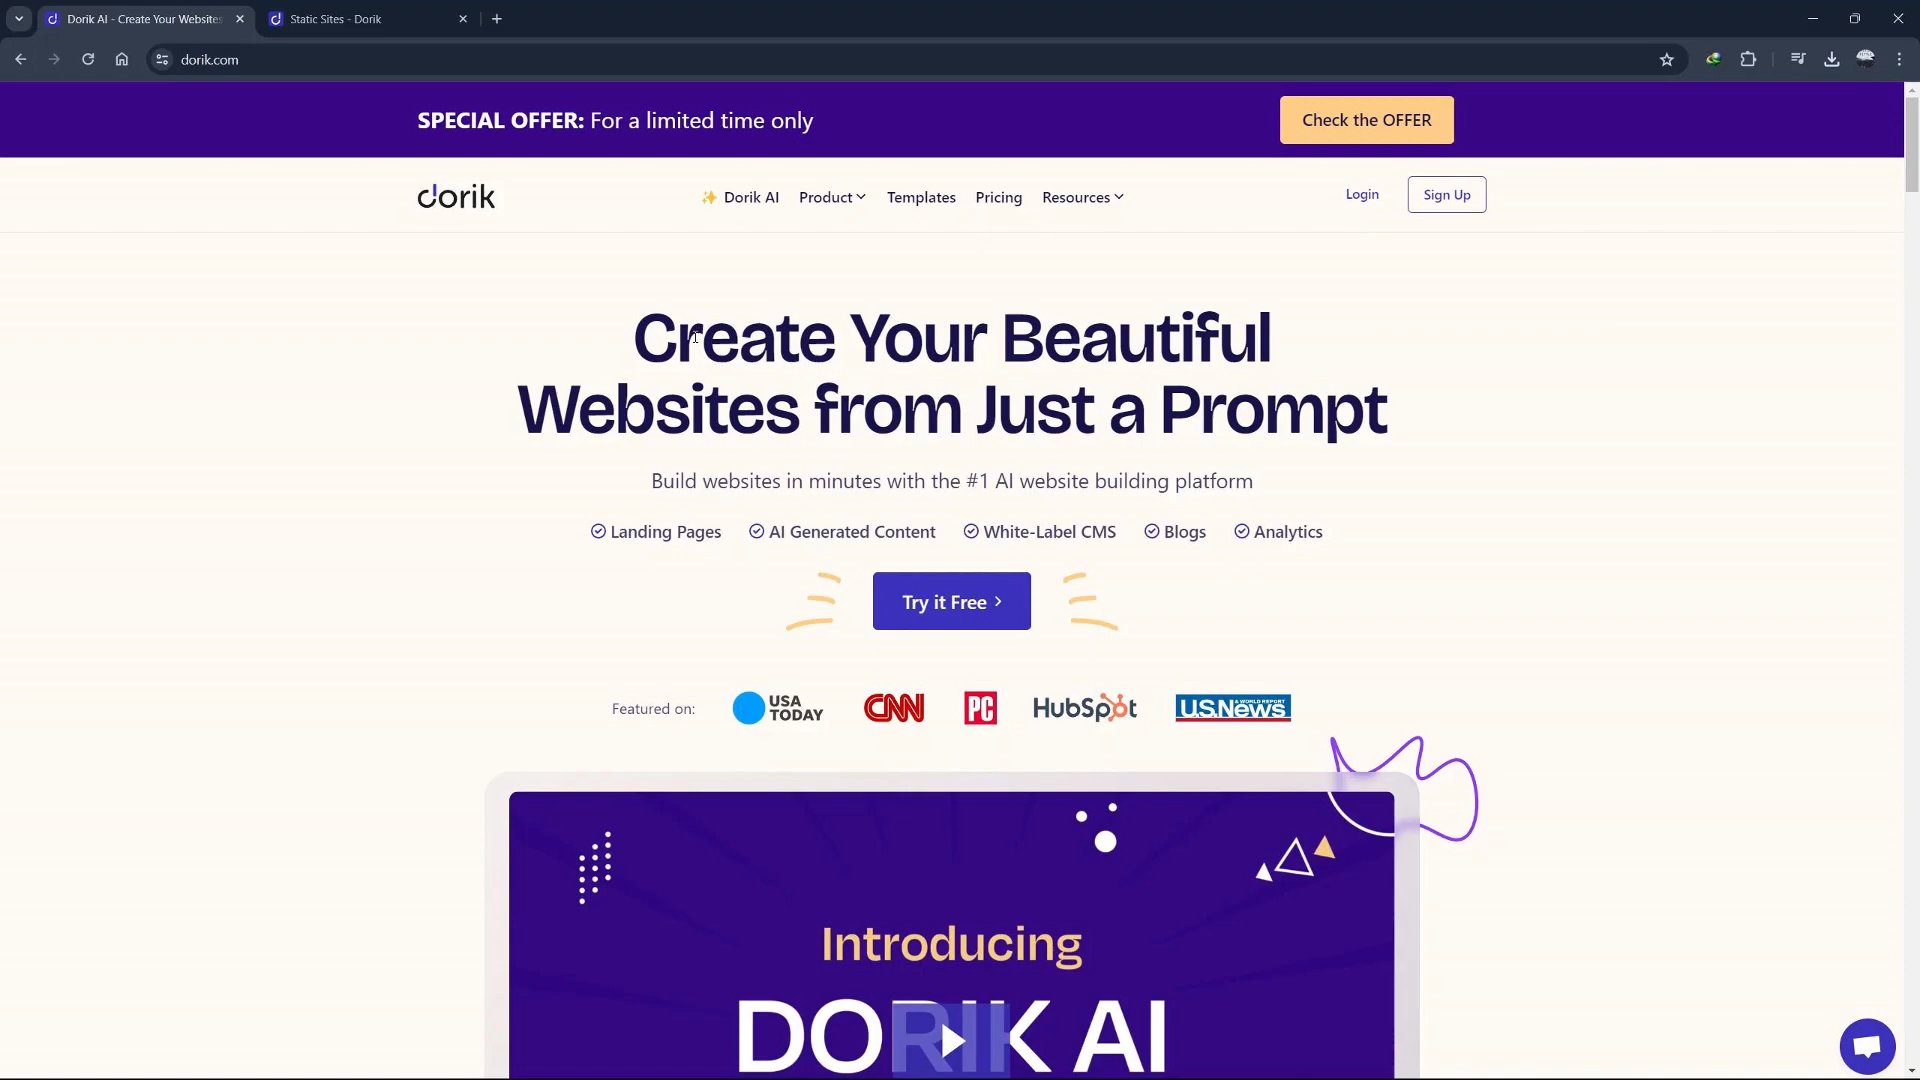 Dorik AI - Create Your Websites
Static Sites - Dorik
dorik.com
SPECIAL OFFER: For a limited time only
Check the OFFER
dorik
Dorik AI
Product
Templates
Pricing
Resources
Login
Sign Up
Create Your Beautiful
Websites from Just a Prompt
Build websites in minutes with the #1 AI website building platform
Landing Pages
AI Generated Content
White-Label CMS
Blogs
Analytics
Try it Free
Featured on:
USA
TODAY
CNN
PC
HubSpot
U.S.News
& WORLD REPORT
Introducing
DORIK AI